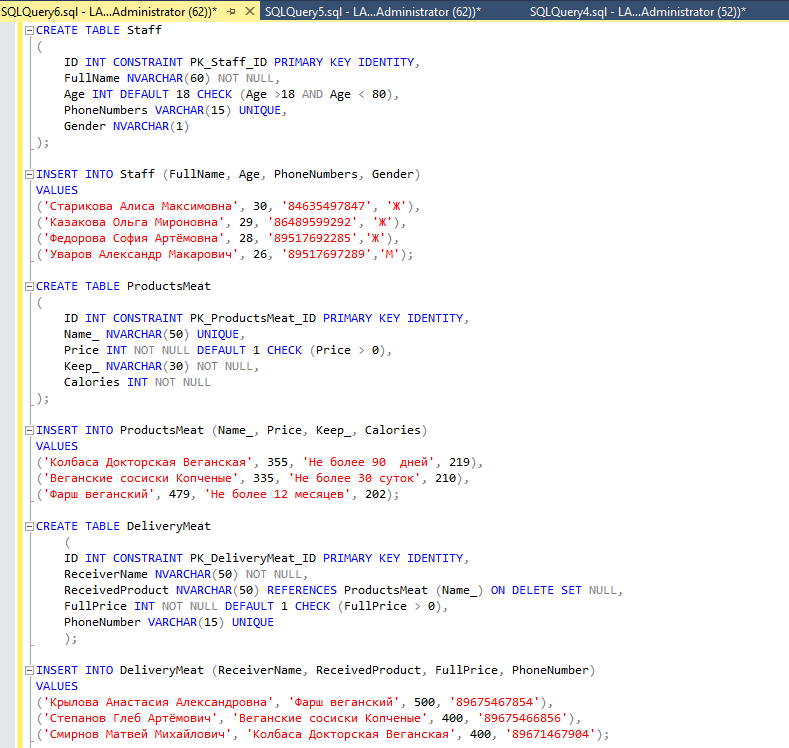 SQLQuery6.sql - LA...Administrator (62))* SQLQuery5.sql - LA...Administrator (62))* SQLQuery4.sql - LA...Administrator (52))*
CREATE TABLE Staff
(
ID INT CONSTRAINT PK_Staff_ID PRIMARY KEY IDENTITY,
FullName NVARCHAR(60) NOT NULL,
Age INT DEFAULT 18 CHECK (Age >18 AND Age < 80),
PhoneNumbers VARCHAR(15) UNIQUE,
Gender NVARCHAR(1)
);
INSERT INTO Staff (FullName, Age, PhoneNumbers, Gender)
VALUES
('Старикова Алиса Максимовна', 30, '84635497847', 'Ж'),
('Казакова Ольга Мироновна', 29, '86489599292', 'Ж'),
('Федорова София Артёмовна', 28, '89517692285','Ж'),
('Уваров Александр Макарович', 26, '89517697289','М');
CREATE TABLE ProductsMeat
(
ID INT CONSTRAINT PK_ProductsMeat_ID PRIMARY KEY IDENTITY,
Name_ NVARCHAR(50) UNIQUE,
Price INT NOT NULL DEFAULT 1 CHECK (Price > 0),
Keep_ NVARCHAR(30) NOT NULL,
Calories INT NOT NULL
);
INSERT INTO ProductsMeat (Name_, Price, Keep_, Calories)
VALUES
('Колбаса Докторская Веганская', 355, 'Не более 90  дней', 219),
('Веганские сосиски Копченые', 335, 'Не более 30 суток', 210),
('Фарш веганский', 479, 'Не более 12 месяцев', 202);
CREATE TABLE DeliveryMeat
(
ID INT CONSTRAINT PK_DeliveryMeat_ID PRIMARY KEY IDENTITY,
ReceiverName NVARCHAR(50) NOT NULL,
ReceivedProduct NVARCHAR(50) REFERENCES ProductsMeat (Name_) ON DELETE SET NULL,
FullPrice INT NOT NULL DEFAULT 1 CHECK (FullPrice > 0),
PhoneNumber VARCHAR(15) UNIQUE
);
INSERT INTO DeliveryMeat (ReceiverName, ReceivedProduct, FullPrice, PhoneNumber)
VALUES
('Крылова Анастасия Александровна', 'Фарш веганский', 500, '89675467854'),
('Степанов Глеб Артёмович', 'Веганские сосиски Копченые', 400, '89675466856'),
('Смирнов Матвей Михайлович', 'Колбаса Докторская Веганская', 400, '89671467904');